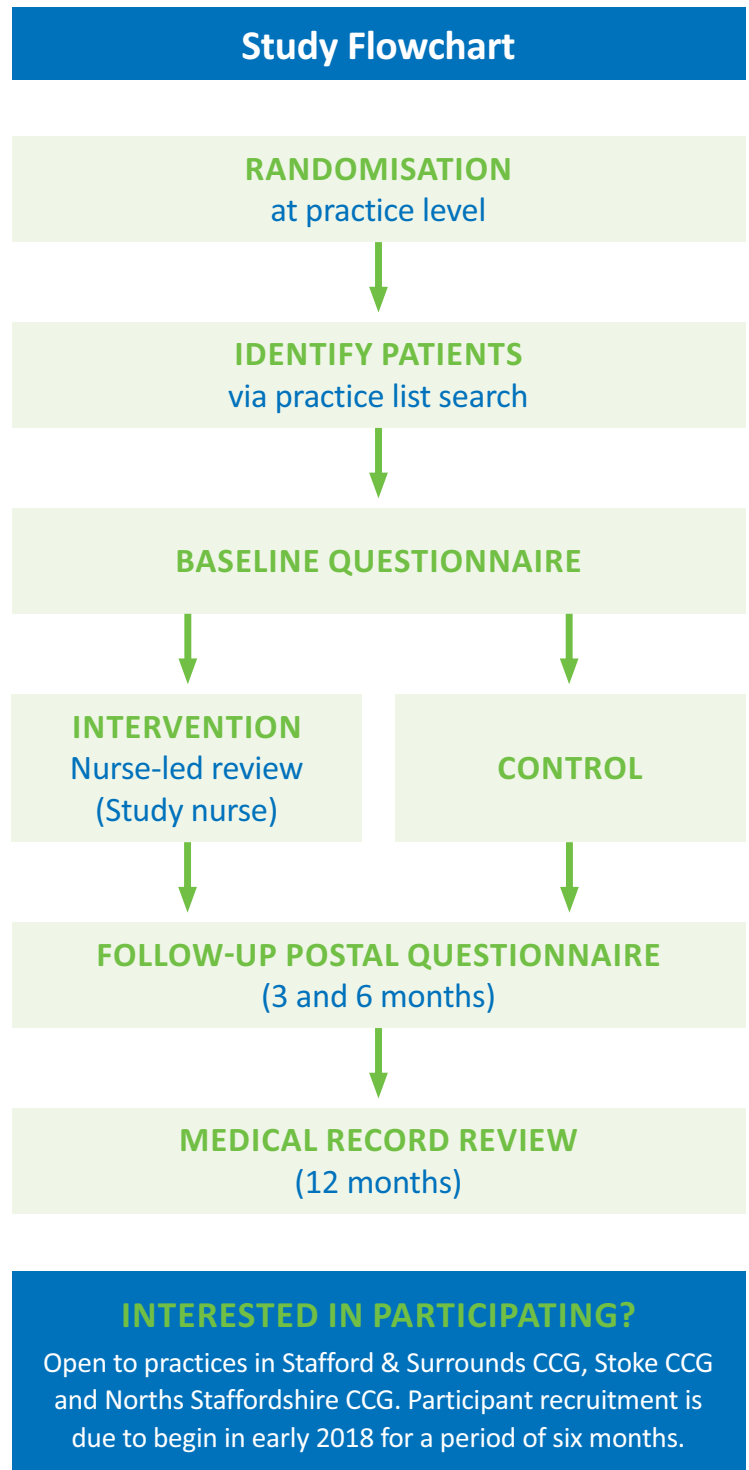 Study Flowchart
RANDOMISATION
at practice level
IDENTIFY PATIENTS
via practice list search
BASELINE QUESTIONNAIRE
INTERVENTION
Nurse-led review
(Study nurse)
CONTROL
FOLLOW-UP POSTAL QUESTIONNAIRE
(3 and 6 months)
MEDICAL RECORD REVIEW
(12 months)
INTERESTED IN PARTICIPATING?
Open to practices in Stafford & Surrounds CCG, Stoke CCG
and Norths Staffordshire CCG. Participant recruitment is
due to begin in early 2018 for a period of six months.